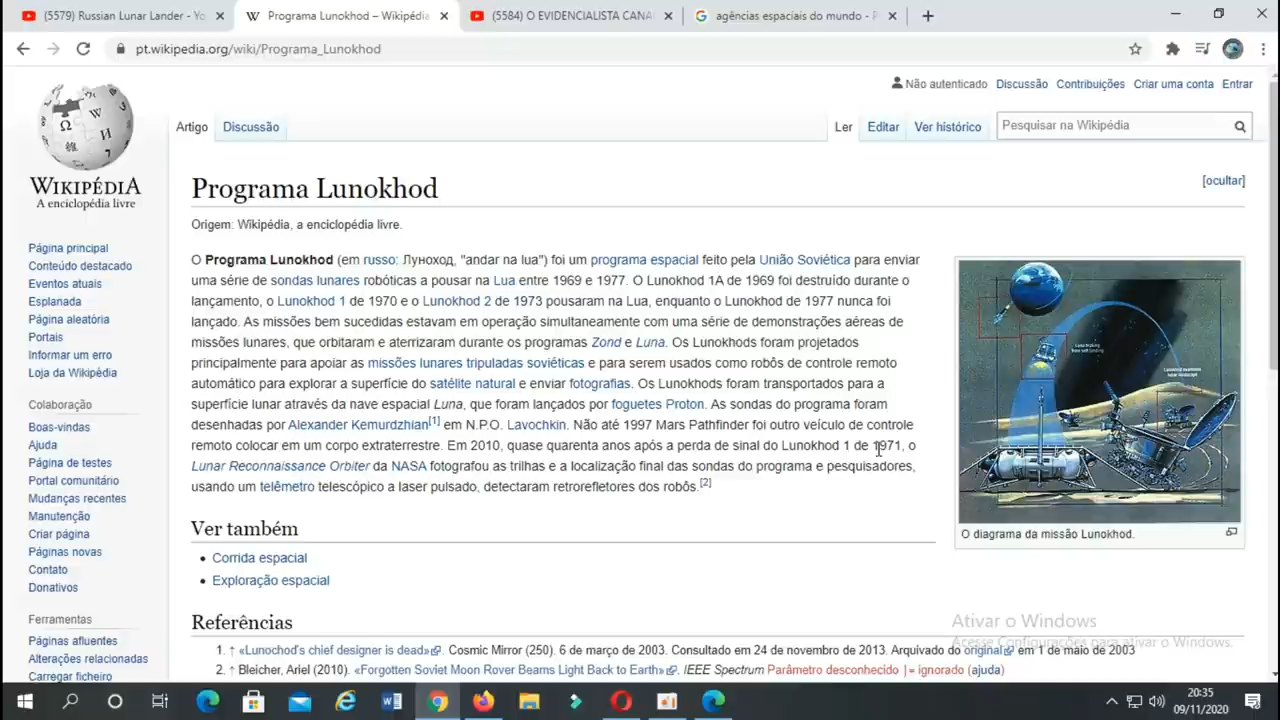 (5579) Russian Lunar Lander - Yo
Programa Lunokhod – Wikipédia
(5584) O EVIDENCIALISTA CANA
agências espaciais do mundo - P
pt.wikipedia.org/wiki/Programa_Lunokhod
Não autenticado Discussão Contribuições Criar uma conta Entrar
Artigo Discussão Ler Editar Ver histórico Pesquisar na Wikipédia
WIKIPÉDIA
A enciclopédia livre
Página principal
Conteúdo destacado
Eventos atuais
Esplanada
Página aleatória
Portais
Informar um erro
Loja da Wikipédia
Colaboração
Boas-vindas
Ajuda
Página de testes
Portal comunitário
Mudanças recentes
Manutenção
Criar página
Páginas novas
Contato
Donativos
Ferramentas
Páginas afluentes
Alterações relacionadas
Carregar ficheiro
Programa Lunokhod
[ocultar]
Origem: Wikipédia, a enciclopédia livre.
O Programa Lunokhod (em russo: Луноход, "andar na lua") foi um programa espacial feito pela União Soviética para enviar
uma série de sondas lunares robóticas a pousar na Lua entre 1969 e 1977. O Lunokhod 1A de 1969 foi destruído durante o
lançamento, o Lunokhod 1 de 1970 e o Lunokhod 2 de 1973 pousaram na Lua, enquanto o Lunokhod de 1977 nunca foi
lançado. As missões bem sucedidas estavam em operação simultaneamente com uma série de demonstrações aéreas de
missões lunares, que orbitaram e aterrizaram durante os programas Zond e Luna. Os Lunokhods foram projetados
principalmente para apoiar as missões lunares tripuladas soviéticas e para serem usados como robôs de controle remoto
automático para explorar a superfície do satélite natural e enviar fotografias. Os Lunokhods foram transportados para a
superfície lunar através da nave espacial Luna, que foram lançados por foguetes Proton. As sondas do programa foram
desenhadas por Alexander Kemurdzhian[1] em N.P.O. Lavochkin. Não até 1997 Mars Pathfinder foi outro veículo de controle
remoto colocar em um corpo extraterrestre. Em 2010, quase quarenta anos após a perda de sinal do Lunokhod 1 de 1971, o
Lunar Reconnaissance Orbiter da NASA fotografou as trilhas e a localização final das sondas do programa e pesquisadores,
usando um telêmetro telescópico a laser pulsado, detectaram retrorefletores dos robôs.[2]
O diagrama da missão Lunokhod.
Ver também
Corrida espacial
Exploração espacial
Referências
1. ↑ «Lunochod's chief designer is dead». Cosmic Mirror (250). 6 de março de 2003. Consultado em 24 de novembro de 2013. Arquivado do original em 1 de maio de 2003
2. ↑ Bleicher, Ariel (2010). «Forgotten Soviet Moon Rover Beams Light Back to Earth». IEEE Spectrum Parâmetro desconhecido |= ignorado (ajuda)
Ativar o Windows
Acesse Configurações para ativar o Windows.
20:35
09/11/2020